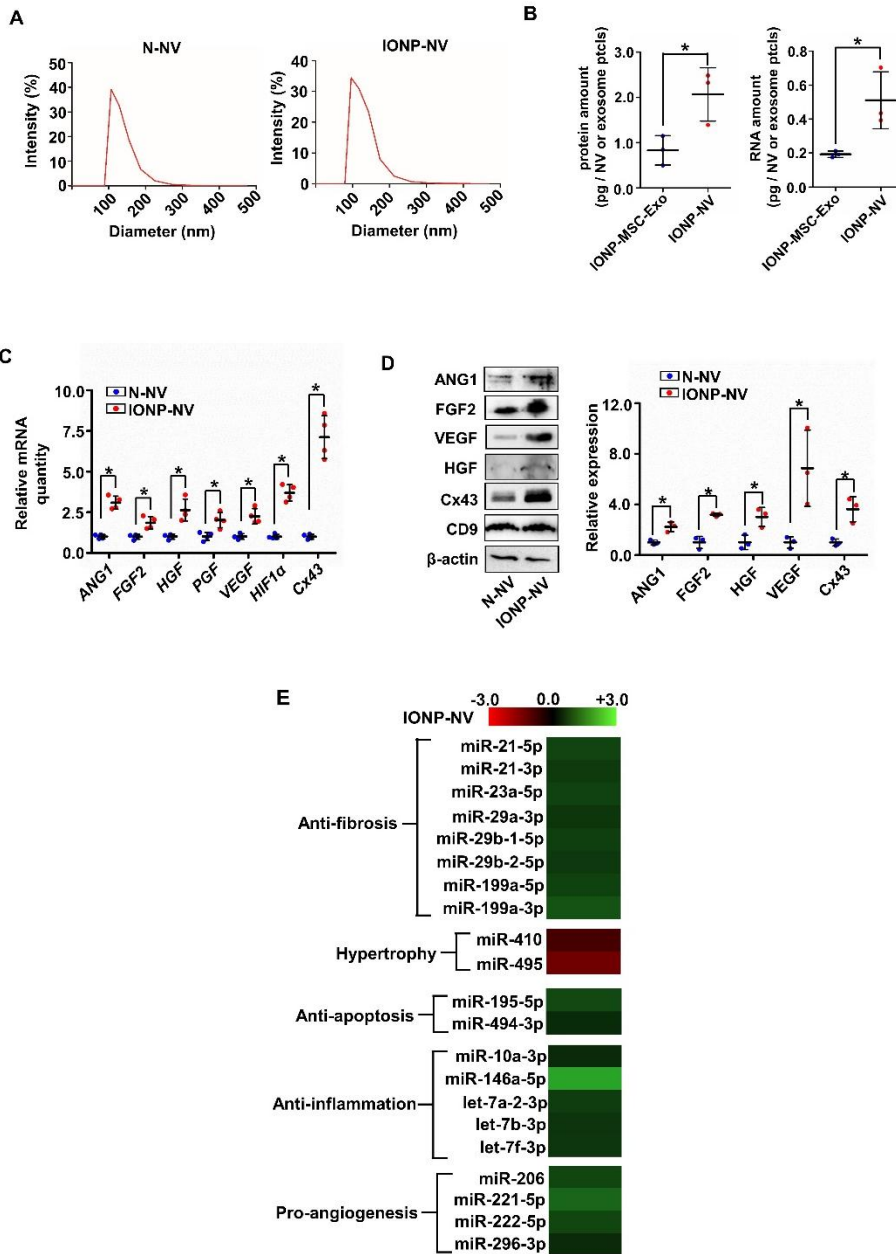 A
N-NV
Intensity (%)
50
40
30
20
10
0
100
200
300
400
500
Diameter (nm)
IONP-NV
Intensity (%)
50
40
30
20
10
0
100
200
300
400
500
Diameter (nm)
B
protein amount
(pg / NV or exosome ptcls)
3.0
2.0
1.0
0.0
*
IONP-MSC-Exo
IONP-NV
RNA amount
(pg / NV or exosome ptcls)
0.8
0.6
0.4
0.2
0.0
*
IONP-MSC-Exo
IONP-NV
C
Relative mRNA
quantity
10.0
7.5
5.0
2.5
0.0
N-NV
IONP-NV
* * * * * * *
ANG1
FGF2
HGF
PGF
VEGF
HIF1α
Cx43
D
ANG1
FGF2
VEGF
HGF
Cx43
CD9
β-actin
N-NV
IONP-NV
Relative expression
12.0
8.0
4.0
0.0
N-NV
IONP-NV
* * * * *
ANG1
FGF2
HGF
VEGF
Cx43
E
-3.0 0.0 +3.0
IONP-NV
Anti-fibrosis
miR-21-5p
miR-21-3p
miR-23a-5p
miR-29a-3p
miR-29b-1-5p
miR-29b-2-5p
miR-199a-5p
miR-199a-3p
Hypertrophy
miR-410
miR-495
Anti-apoptosis
miR-195-5p
miR-494-3p
Anti-inflammation
miR-10a-3p
miR-146a-5p
let-7a-2-3p
let-7b-3p
let-7f-3p
Pro-angiogenesis
miR-206
miR-221-5p
miR-222-5p
miR-296-3p